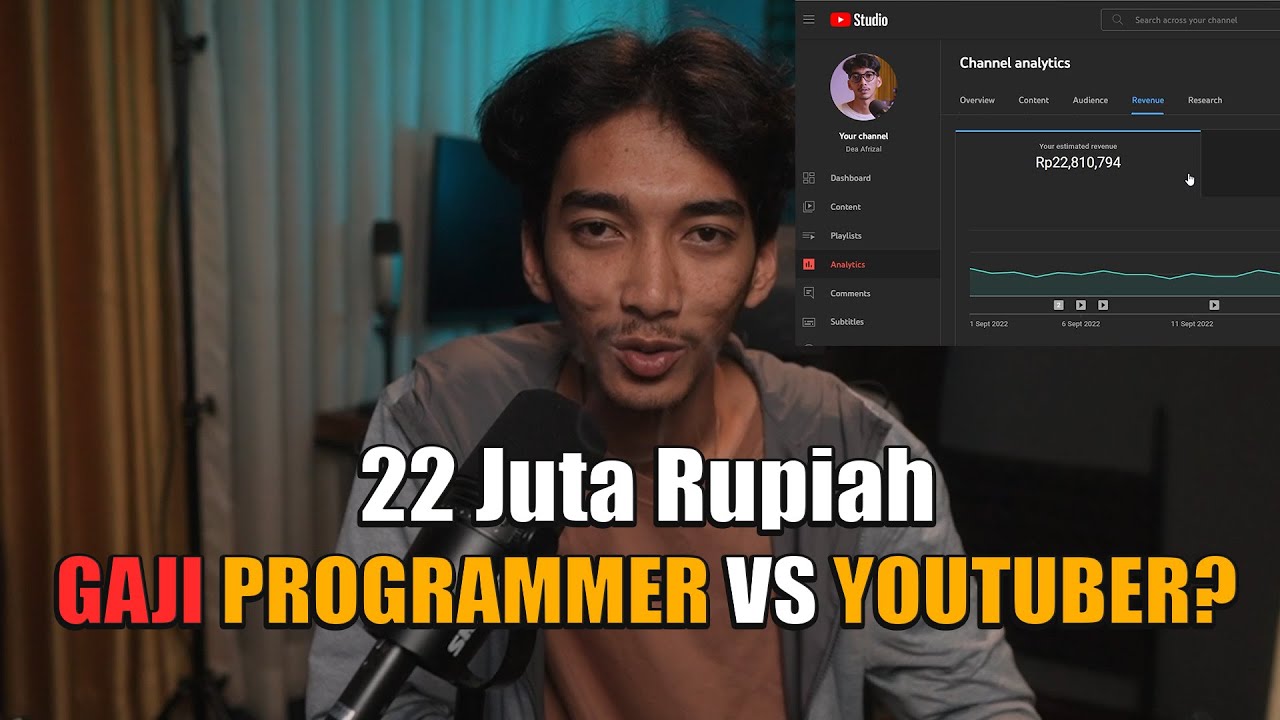 Studio
Search across your channel
Channel analytics
Overview Content Audience Revenue Research
Your channel
Dea Afrizal
Your estimated revenue
Rp22,810,794
Dashboard
Content
Playlists
Analytics
Comments
Subtitles
2
1 Sept 2022 6 Sept 2022 11 Sept 2022
22 Juta Rupiah
GAJI PROGRAMMER VS YOUTUBER?